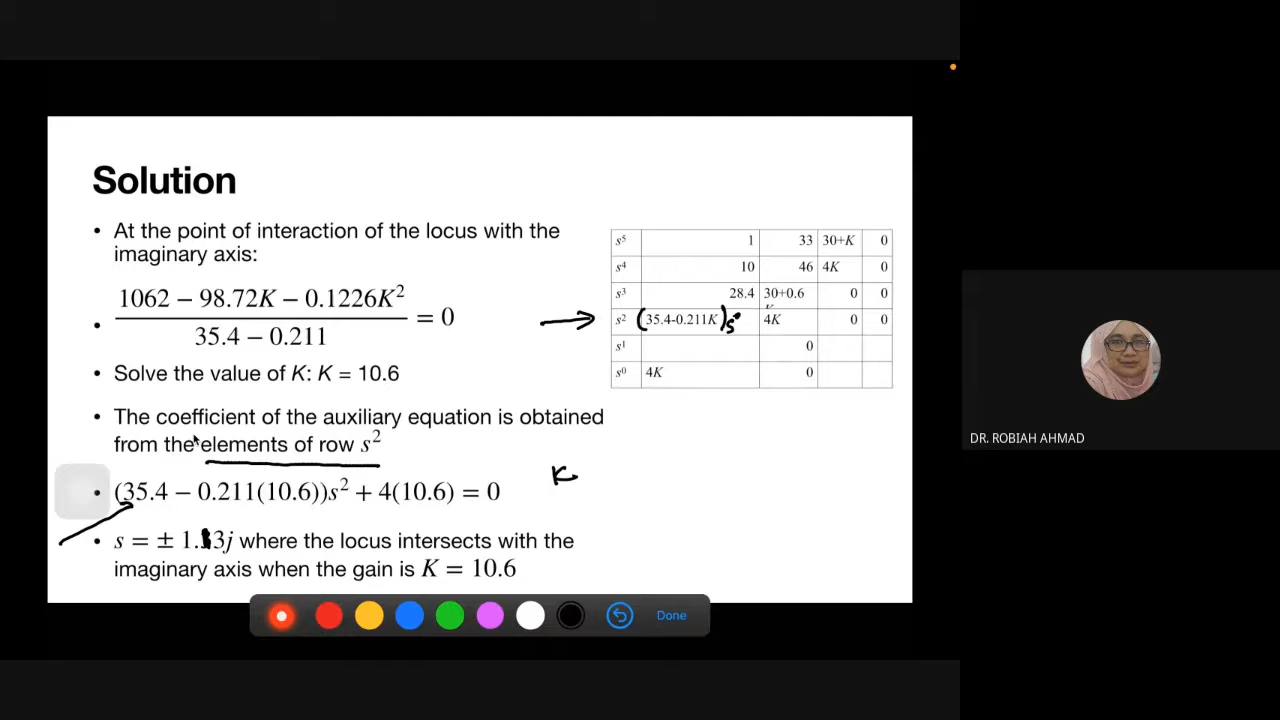 Solution
• At the point of interaction of the locus with the
imaginary axis:
• (1062 − 98.72K − 0.1226K²) / (35.4 − 0.211) = 0
• Solve the value of K: K = 10.6
• The coefficient of the auxiliary equation is obtained
from the elements of row s²
• (35.4 − 0.211(10.6))s² + 4(10.6) = 0
K
• s = ± 1. 3j where the locus intersects with the
imaginary axis when the gain is K = 10.6
s⁵ 1 33 30+K 0
s⁴ 10 46 4K 0
s³ 28.4 30+0.6 0 0
s² (35.4-0.211K)s 4K 0 0
s¹ 0
s⁰ 4K 0
Done
DR. ROBIAH AHMAD